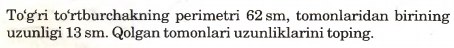 To‘g‘ri to‘rtburchakning perimetri 62 sm, tomonlaridan birining
uzunligi 13 sm. Qolgan tomonlari uzunliklarini toping.